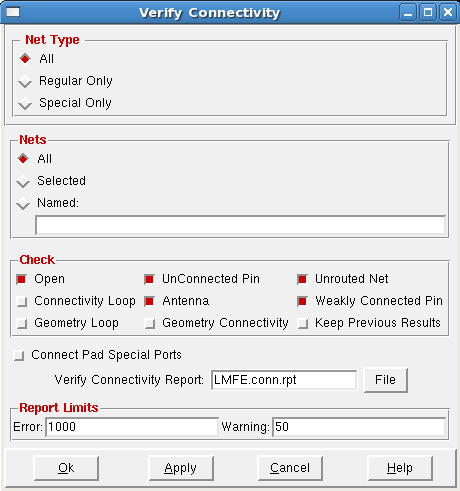 Verify Connectivity
Net Type
All
Regular Only
Special Only
Nets
All
Selected
Named:
Check
Open UnConnected Pin Unrouted Net
Connectivity Loop Antenna Weakly Connected Pin
Geometry Loop Geometry Connectivity Keep Previous Results
Connect Pad Special Ports
Verify Connectivity Report: LMFE.conn.rpt File
Report Limits
Error: 1000 Warning: 50
Ok Apply Cancel Help